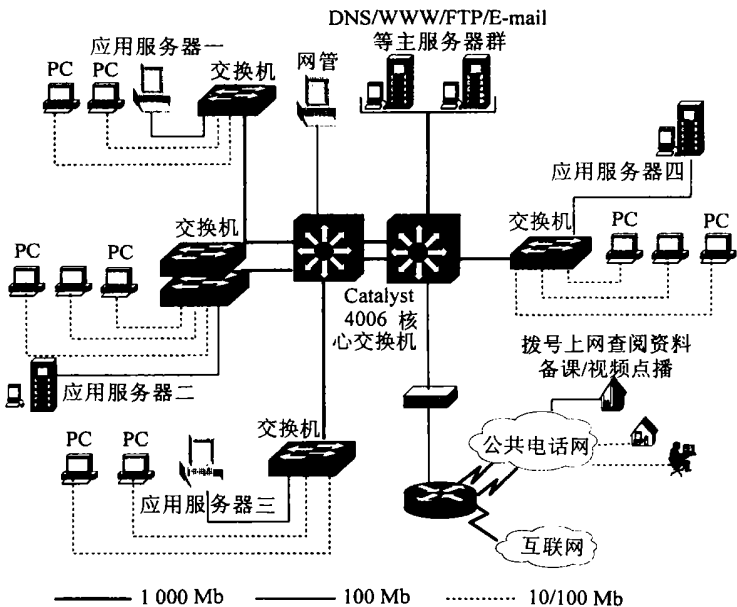 DNS/WWW/FTP/E-mail
等主服务器群
应用服务器一
PC
PC
交换机
网管
应用服务器四
交换机
PC
PC
交换机
PC
PC
Catalyst
4006 核
心交换机
应用服务器二
拨号上网查阅资料
备课/视频点播
公共电话网
PC
PC
交换机
应用服务器三
互联网
1 000 Mb
100 Mb
10/100 Mb